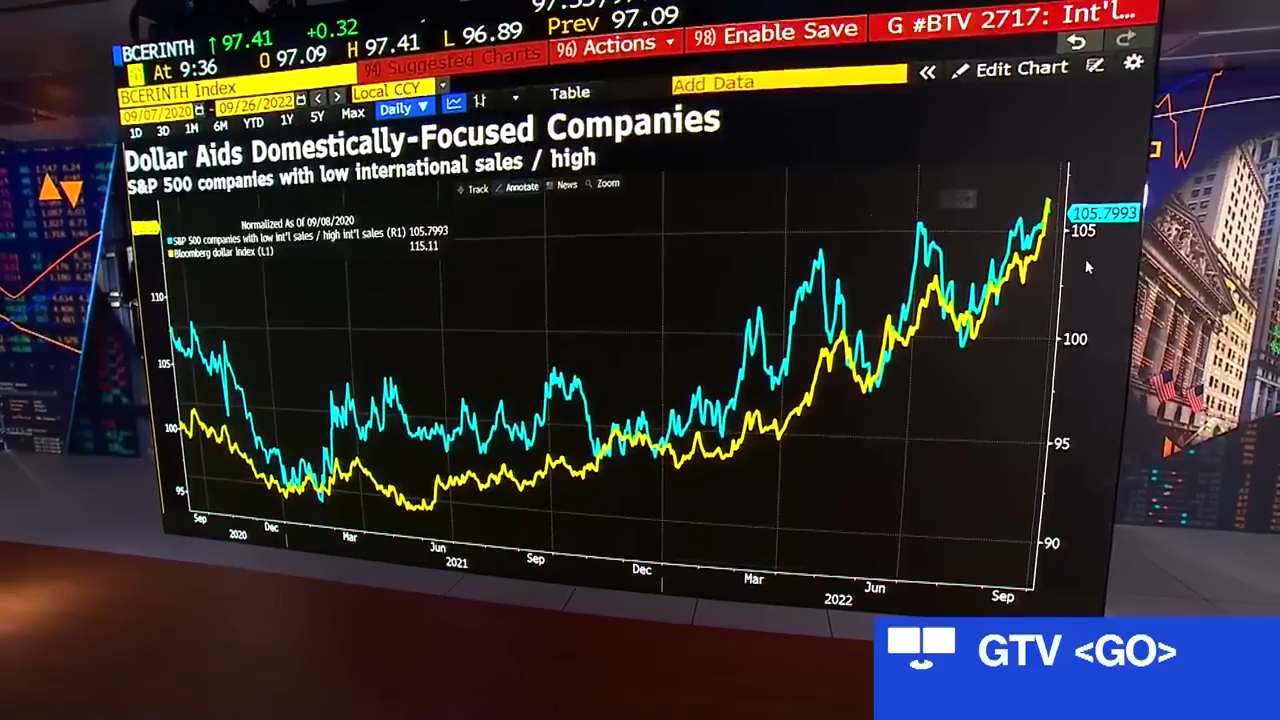 BCERINTH ↑97.41 +0.32 Prev 97.09
At 9:36 O 97.09 H 97.41 L 96.89
BCERINTH Index 94) Suggested Charts 96) Actions 98) Enable Save G #BTV 2717: Int'l...
09/07/2020 - 09/26/2022 Local CCY Add Data « Edit Chart
1D 3D 1M 6M YTD 1Y 5Y Max Daily ▼ Table
Dollar Aids Domestically-Focused Companies
S&P 500 companies with low international sales / high
Track Annotate News Zoom
Normalized As Of 09/08/2020
S&P 500 companies with low int'l sales / high int'l sales (R1) 105.7993
Bloomberg dollar index (L1) 115.11
105.7993
105
110
100
105
100
95
95
90
Sep Dec Mar Jun Sep Dec Mar Jun Sep
2020 2021 2022
GTV <GO>